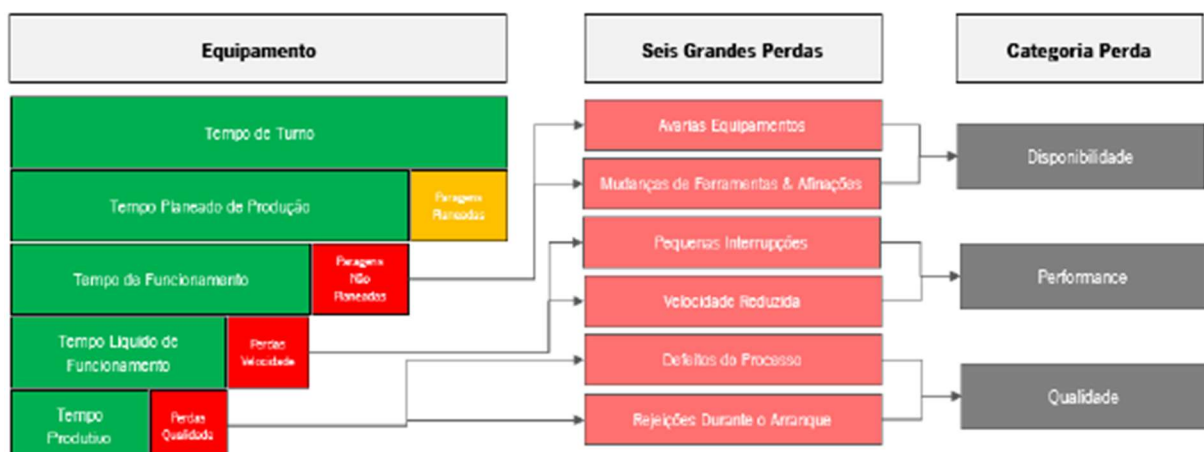 Equipamento
Seis Grandes Perdas
Categoria Perda
Tempo de Turno
Tempo Planeado de Produção
Paragens
Planeadas
Tempo de Funcionamento
Paragens
Não
Planeadas
Tempo Líquido de
Funcionamento
Perdas
Velocidade
Tempo
Produtivo
Perdas
Qualidade
Avarias Equipamentos
Mudanças de Ferramentas & Afinações
Pequenas Interrupções
Velocidade Reduzida
Defeitos do Processo
Rejeições Durante o Arranque
Disponibilidade
Performance
Qualidade